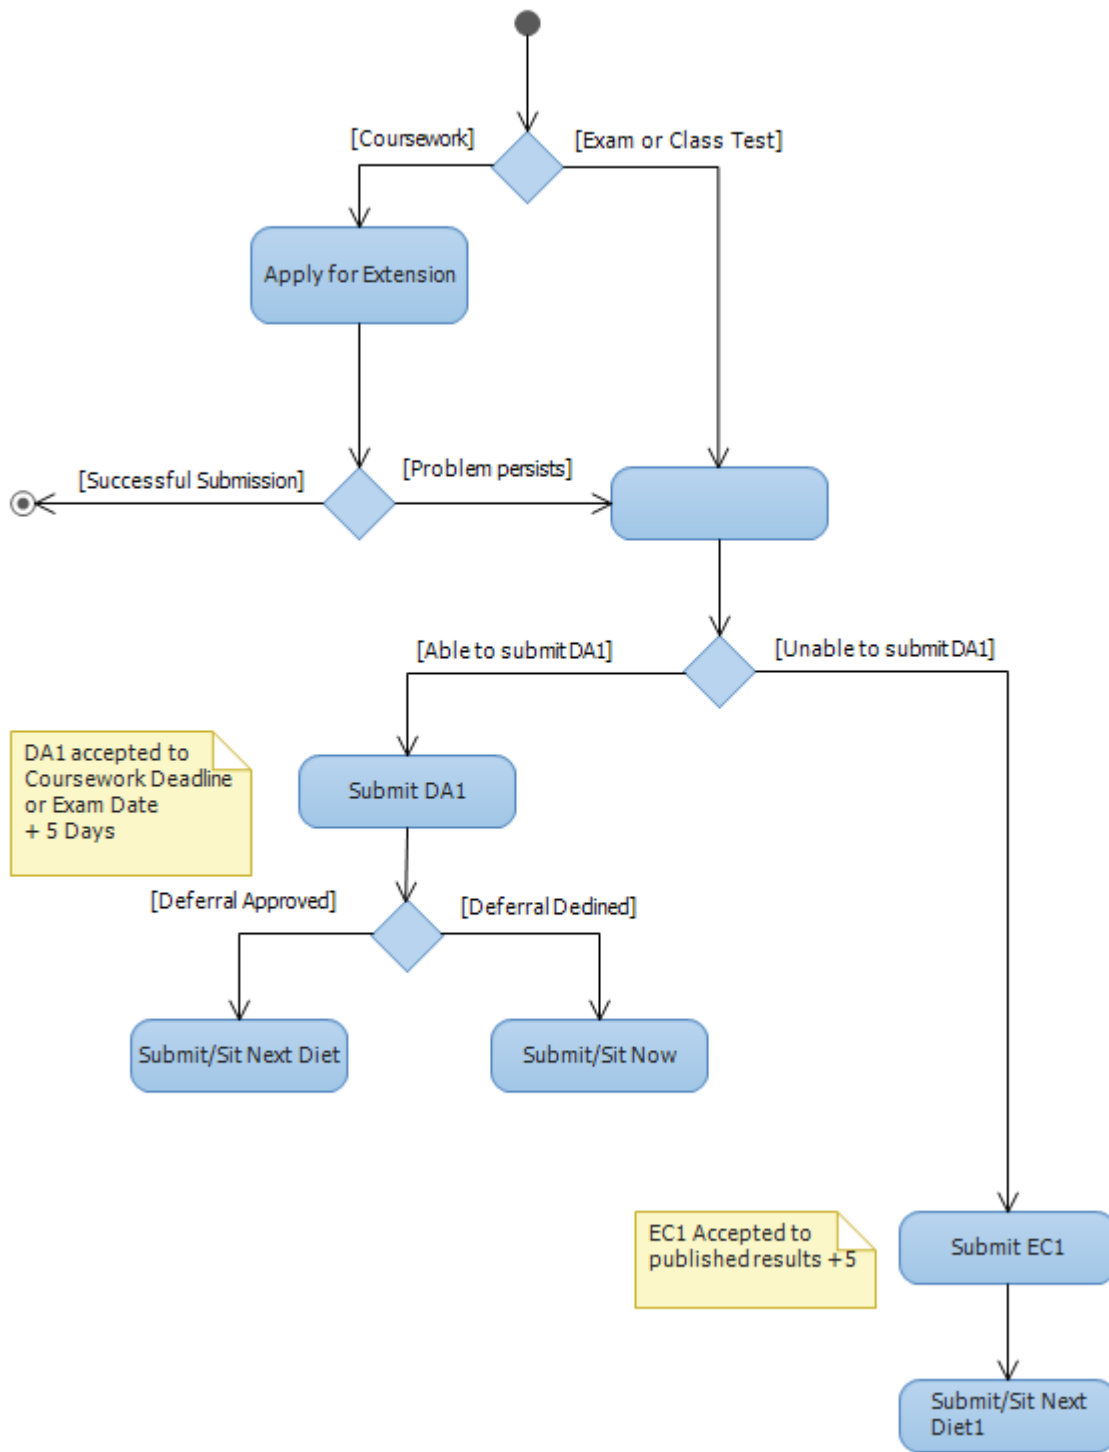 [Coursework]
[Exam or Class Test]
Apply for Extension
[Successful Submission]
[Problem persists]
[Able to submit DA1]
[Unable to submit DA1]
DA1 accepted to
Coursework Deadline
or Exam Date
+ 5 Days
Submit DA1
[Deferral Approved]
[Deferral Declined]
Submit/Sit Next Diet
Submit/Sit Now
EC1 Accepted to
published results +5
Submit EC1
Submit/Sit Next
Diet1